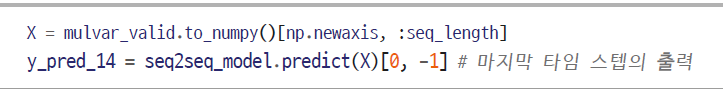 X = mulvar_valid.to_numpy()[np.newaxis, :seq_length]
y_pred_14 = seq2seq_model.predict(X)[0, -1] # 마지막 타임 스텝의 출력